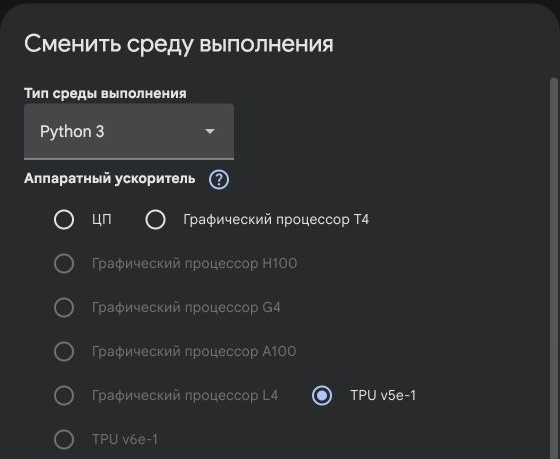 Сменить среду выполнения
Тип среды выполнения
Python 3
Аппаратный ускоритель ?
ЦП Графический процессор T4
Графический процессор H100
Графический процессор G4
Графический процессор A100
Графический процессор L4 TPU v5e-1
TPU v6e-1